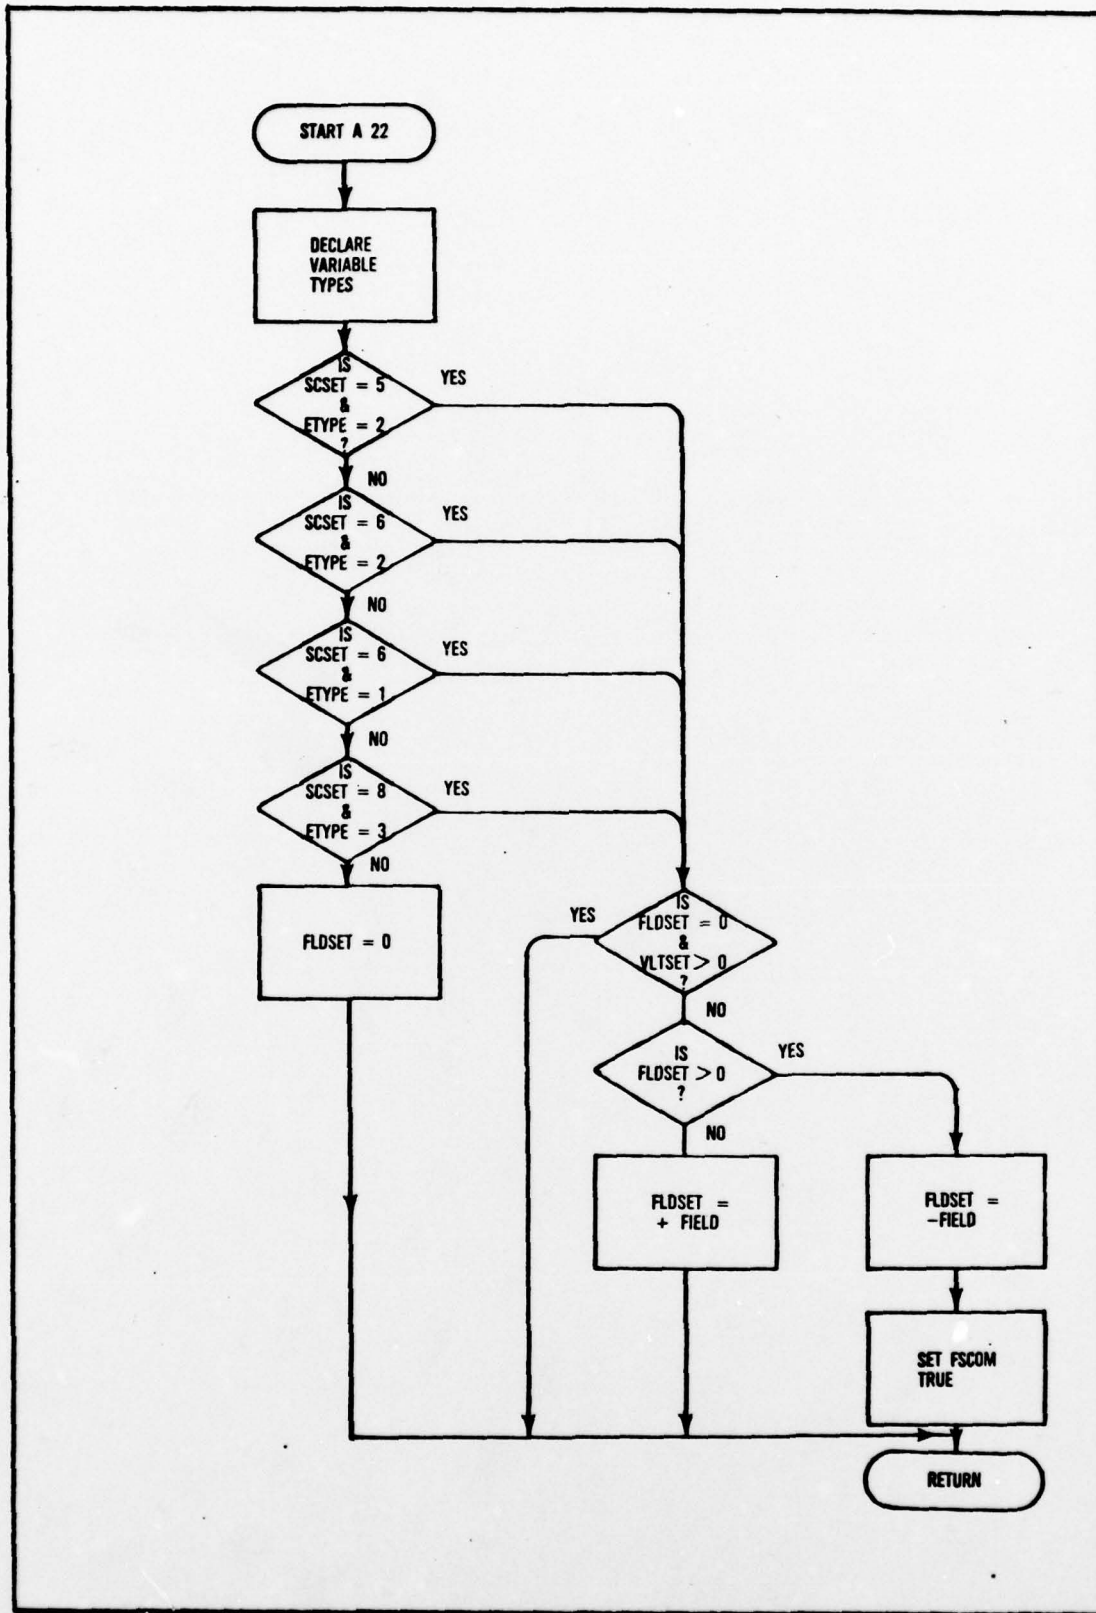 START A 22
DECLARE
VARIABLE
TYPES
IS
SCSET = 5
&
ETYPE = 2
?
YES
NO
IS
SCSET = 6
&
ETYPE = 2
YES
NO
IS
SCSET = 6
&
ETYPE = 1
YES
NO
IS
SCSET = 8
&
ETYPE = 3
YES
NO
FLDSET = 0
IS
FLDSET = 0
&
VLTSET > 0
?
YES
NO
IS
FLDSET > 0
?
YES
NO
FLDSET =
+ FIELD
FLDSET =
-FIELD
SET FSCOM
TRUE
RETURN